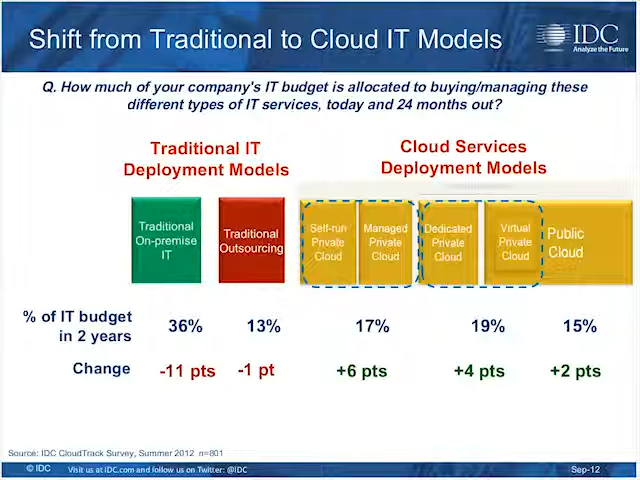 Shift from Traditional to Cloud IT Models
IDC
Analyze the Future
Q. How much of your company's IT budget is allocated to buying/managing these
different types of IT services, today and 24 months out?
Traditional IT
Deployment Models
Cloud Services
Deployment Models
Traditional
On-premise
IT
Traditional
Outsourcing
Self-run
Private
Cloud
Managed
Private
Cloud
Dedicated
Private
Cloud
Virtual
Private
Cloud
Public
Cloud
% of IT budget
in 2 years
36% 13% 17% 19% 15%
Change -11 pts -1 pt +6 pts +4 pts +2 pts
Source: IDC CloudTrack Survey, Summer 2012 n=801
© IDC Visit us at IDC.com and follow us on Twitter: @IDC Sep-12